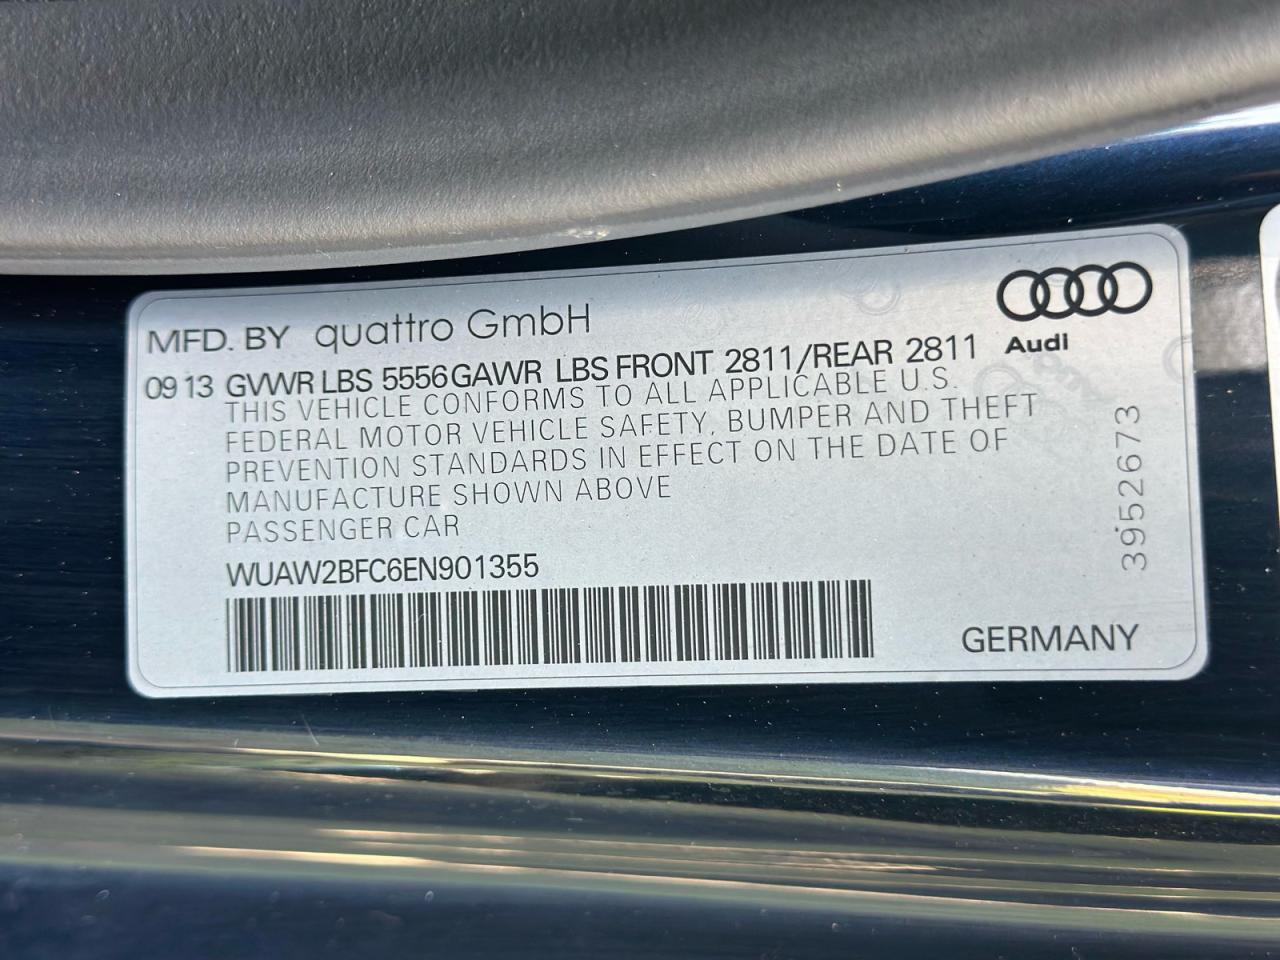 MFD. BY quattro GmbH
09 13 GVWR LBS 5556 GAWR LBS FRONT 2811/REAR 2811
THIS VEHICLE CONFORMS TO ALL APPLICABLE U.S.
FEDERAL MOTOR VEHICLE SAFETY, BUMPER AND THEFT
PREVENTION STANDARDS IN EFFECT ON THE DATE OF
MANUFACTURE SHOWN ABOVE
PASSENGER CAR
WUAW2BFC6EN901355
Audi
3952673
GERMANY